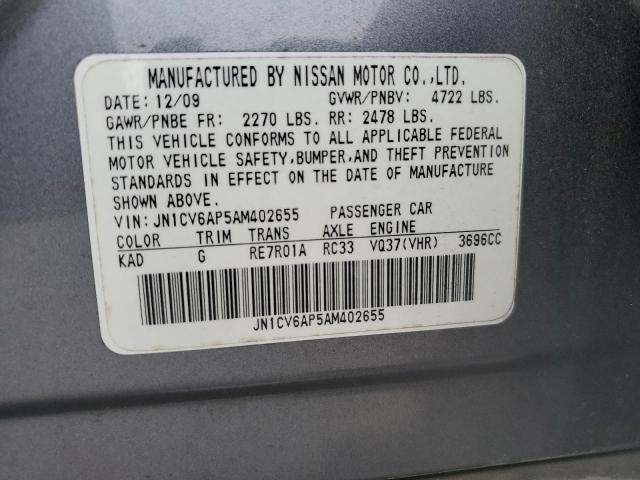 MANUFACTURED BY NISSAN MOTOR CO.,LTD.
DATE: 12/09 GVWR/PNBV: 4722 LBS.
GAWR/PNBE FR: 2270 LBS. RR: 2478 LBS.
THIS VEHICLE CONFORMS TO ALL APPLICABLE FEDERAL
MOTOR VEHICLE SAFETY,BUMPER,AND THEFT PREVENTION
STANDARDS IN EFFECT ON THE DATE OF MANUFACTURE
SHOWN ABOVE.
VIN: JN1CV6AP5AM402655 PASSENGER CAR
COLOR TRIM TRANS AXLE ENGINE
KAD G RE7R01A RC33 VQ37(VHR) 3696CC
JN1CV6AP5AM402655